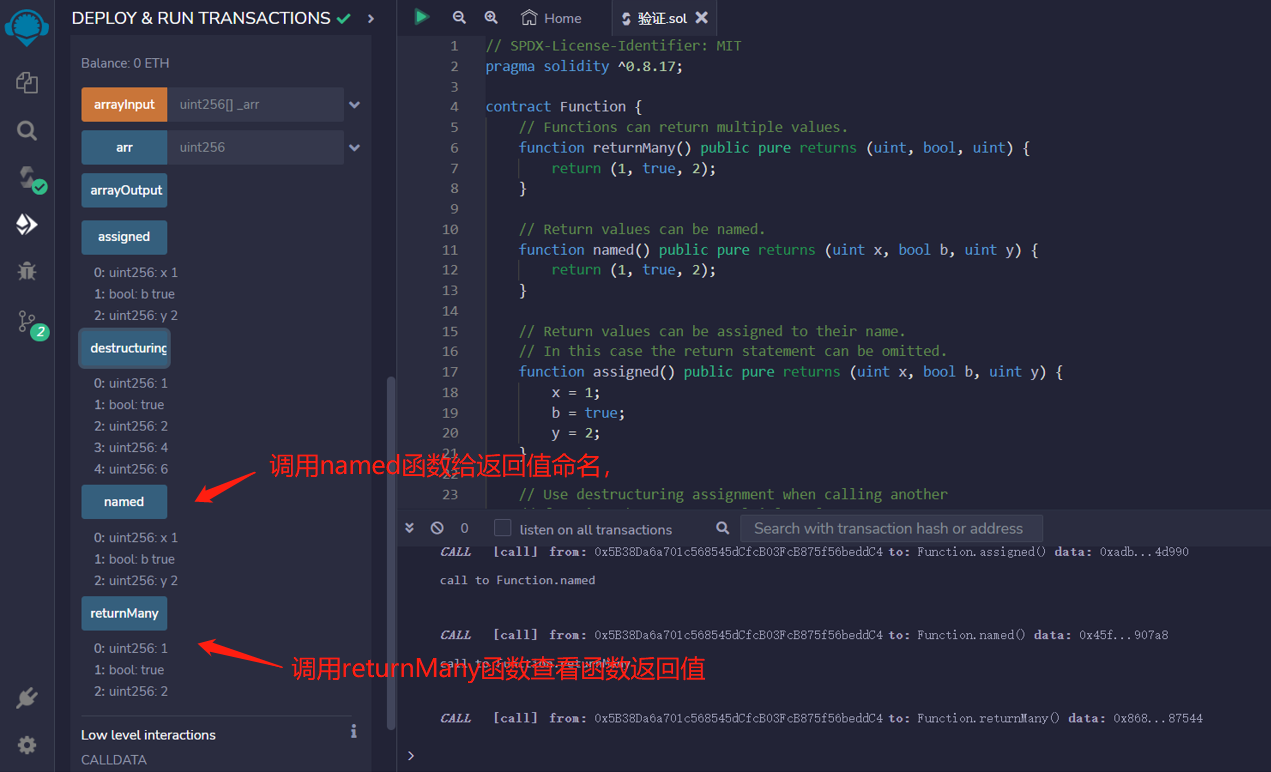 DEPLOY & RUN TRANSACTIONS
Balance: 0 ETH
arrayInput uint256[] _arr
arr uint256
arrayOutput
assigned
0: uint256: x 1
1: bool: b true
2: uint256: y 2
destructuring
0: uint256: 1
1: bool: true
2: uint256: 2
3: uint256: 4
4: uint256: 6
调用named函数给返回值命名，
named
0: uint256: x 1
1: bool: b true
2: uint256: y 2
returnMany
0: uint256: 1
1: bool: true
2: uint256: 2
调用returnMany函数查看函数返回值
Low level interactions
CALLDATA
2
Home
验证.sol
1 // SPDX-License-Identifier: MIT
2 pragma solidity ^0.8.17;
3
4 contract Function {
5 // Functions can return multiple values.
6 function returnMany() public pure returns (uint, bool, uint) {
7 return (1, true, 2);
8 }
9
10 // Return values can be named.
11 function named() public pure returns (uint x, bool b, uint y) {
12 return (1, true, 2);
13 }
14
15 // Return values can be assigned to their name.
16 // In this case the return statement can be omitted.
17 function assigned() public pure returns (uint x, bool b, uint y) {
18 x = 1;
19 b = true;
20 y = 2;
21 }
22
23 // Use destructuring assignment when calling another
0 listen on all transactions Search with transaction hash or address
CALL [call] from: 0x5B38Da6a701c568545dCfcB03FcB875f56beddC4 to: Function.assigned() data: 0xadb...4d990
call to Function.named
CALL [call] from: 0x5B38Da6a701c568545dCfcB03FcB875f56beddC4 to: Function.named() data: 0x45f...907a8
call to Function.returnMany
CALL [call] from: 0x5B38Da6a701c568545dCfcB03FcB875f56beddC4 to: Function.returnMany() data: 0x868...87544
>